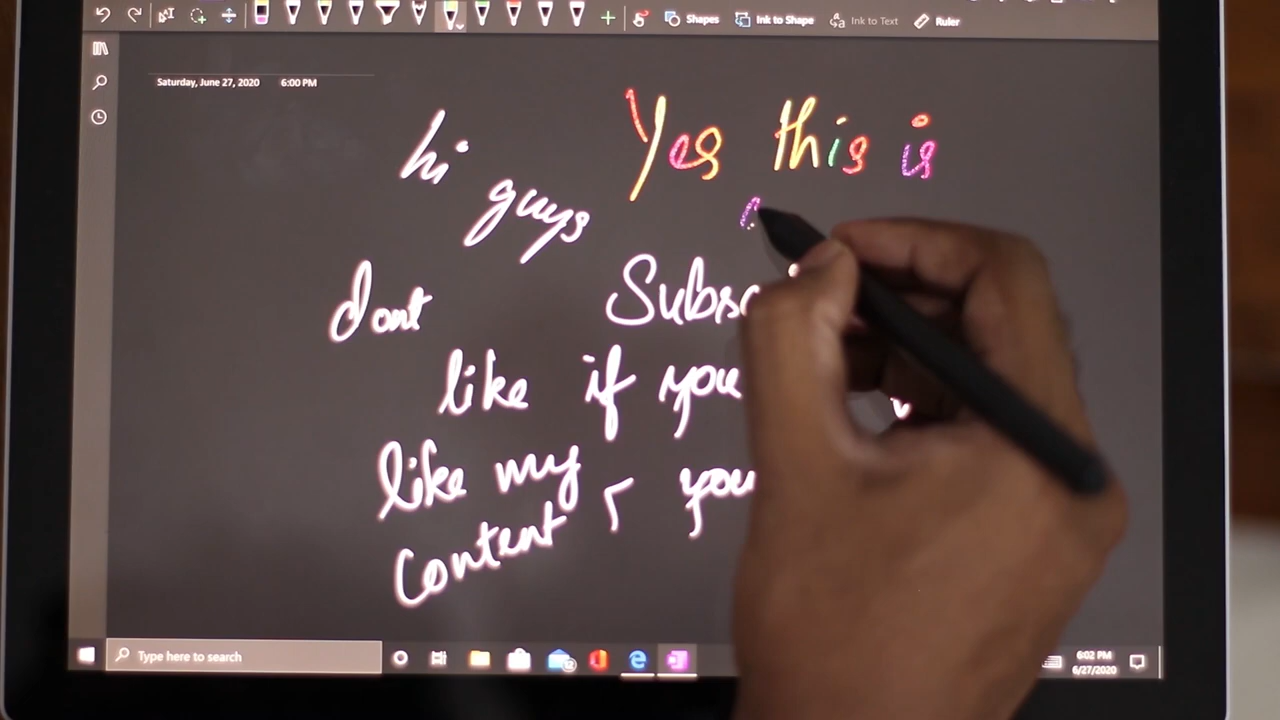 Shapes Ink to Shape Ink to Text Ruler
Saturday, June 27, 2020 6:00 PM
hi
guys
Yes this is
dont
Subsc
like if you
like my
content
you
Type here to search
6:02 PM
6/27/2020